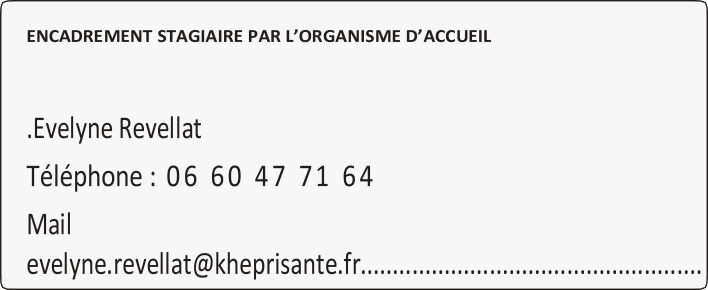 ENCADREMENT STAGIAIRE PAR L’ORGANISME D’ACCUEIL
.Evelyne Revellat
Téléphone : 06 60 47 71 64
Mail
evelyne.revellat@kheprisante.fr.....................................................